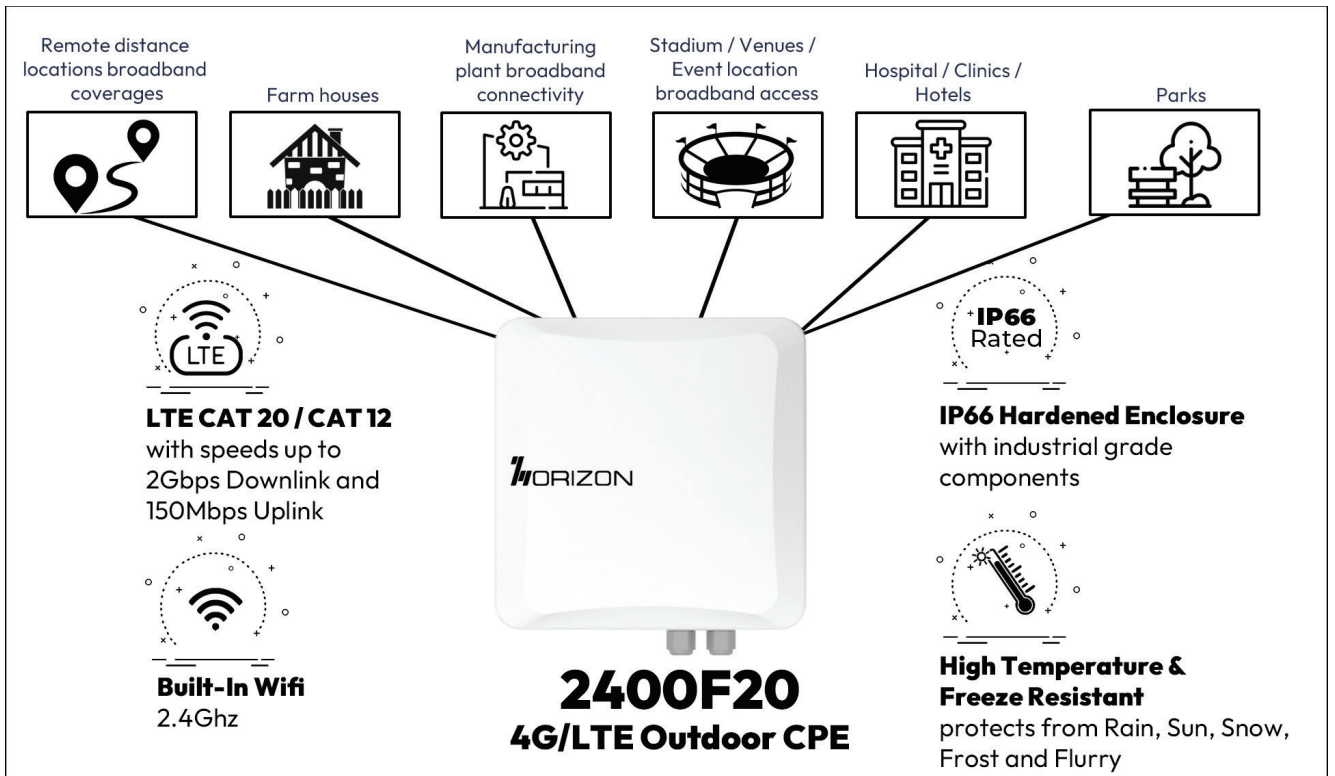 Remote distance
locations broadband
coverages
Farm houses
Manufacturing
plant broadband
connectivity
Stadium / Venues /
Event location
broadband access
Hospital / Clinics /
Hotels
Parks
LTE
LTE CAT 20 / CAT 12
with speeds up to
2Gbps Downlink and
150Mbps Uplink
Built-In Wifi
2.4Ghz
HORIZON
2400F20
4G/LTE Outdoor CPE
IP66
Rated
IP66 Hardened Enclosure
with industrial grade
components
High Temperature &
Freeze Resistant
protects from Rain, Sun, Snow,
Frost and Flurry